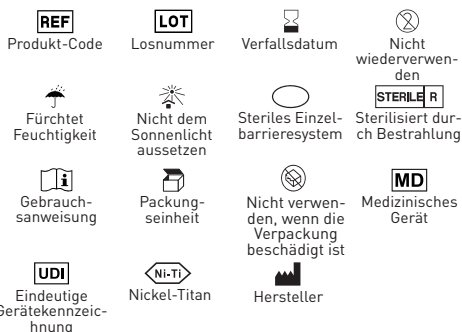 REF
Produkt-Code
LOT
Losnummer
Verfallsdatum
Nicht
wiederverwen-
den
Fürchtet
Feuchtigkeit
Nicht dem
Sonnenlicht
aussetzen
Steriles Einzel-
barrieresystem
STERILE R
Sterilisiert dur-
ch Bestrahlung
i
Gebrauch-
sanweisung
Packung-
seinheit
Nicht verwen-
den, wenn die
Verpackung
beschädigt ist
MD
Medizinisches
Gerät
UDI
Eindeutige
Gerätekennzeic-
hnung
Ni-Ti
Nickel-Titan
Hersteller